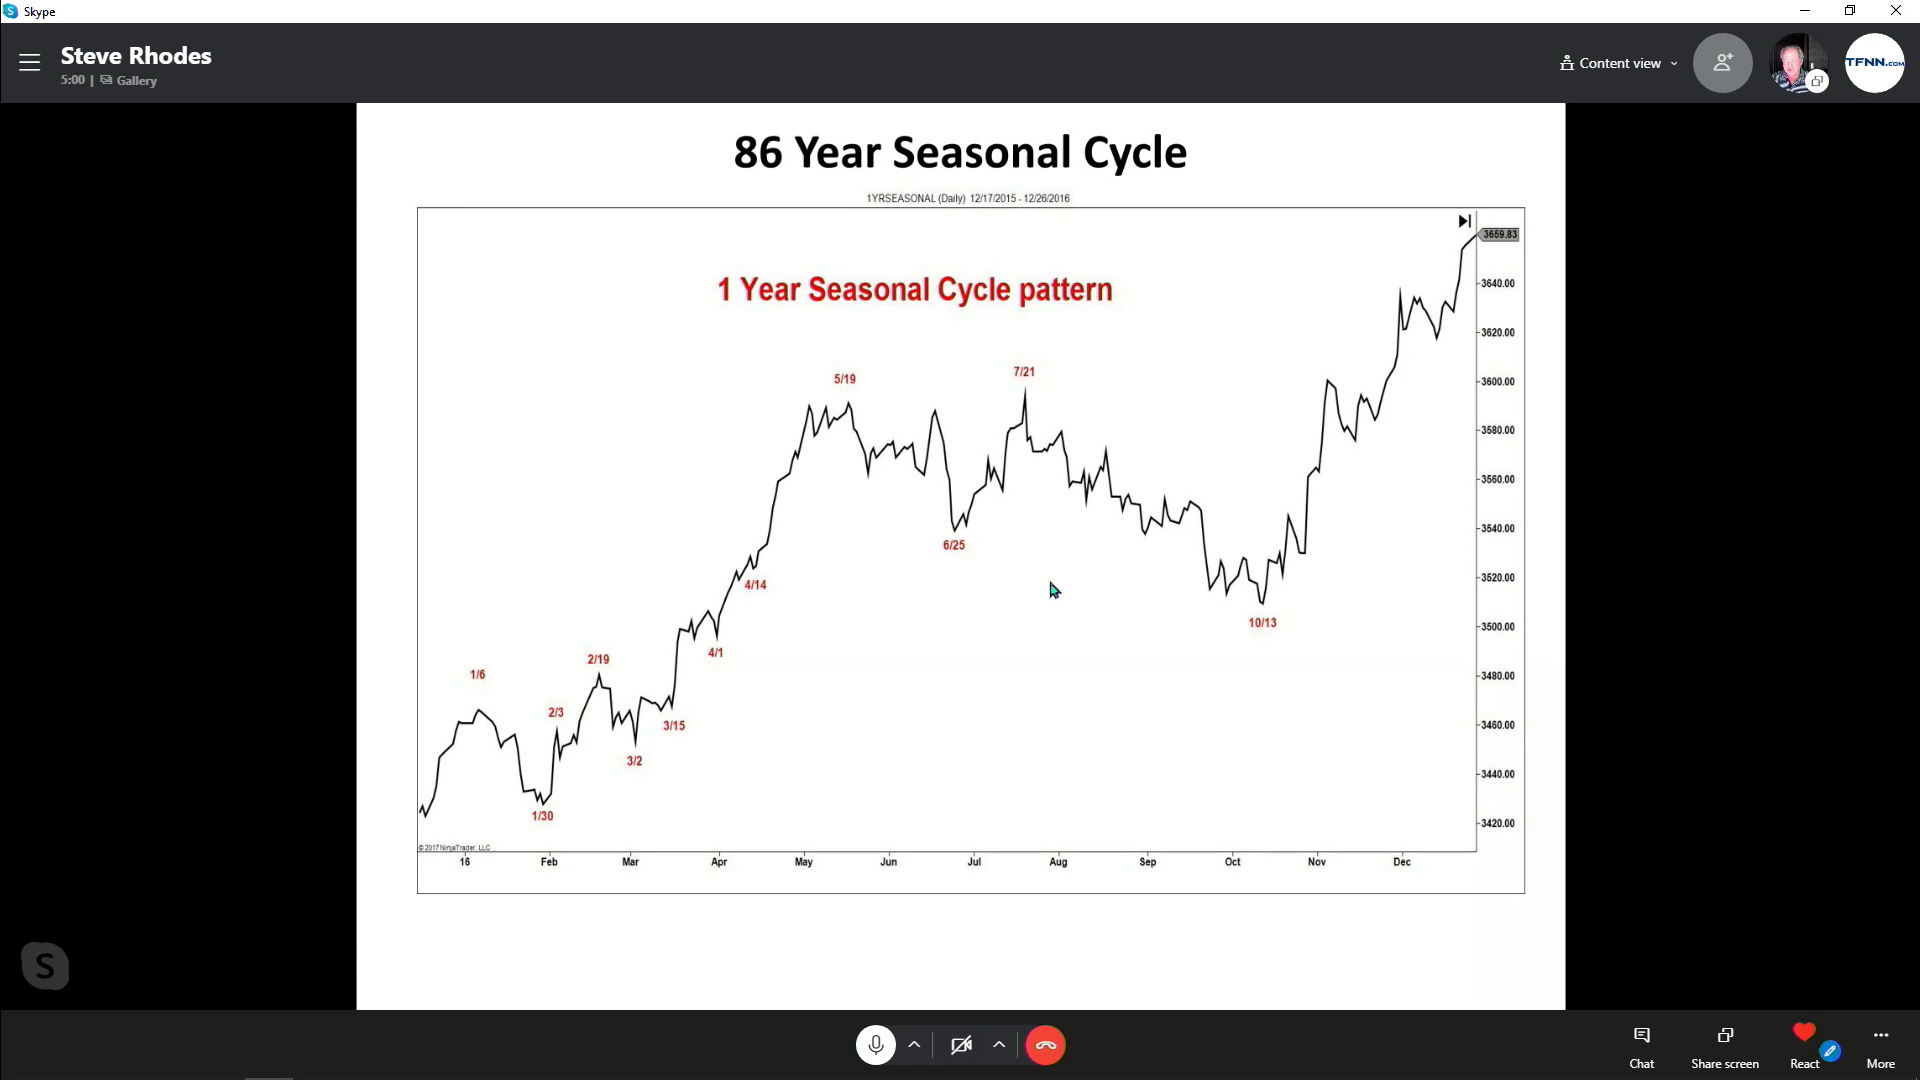 Skype
Steve Rhodes
5:00 | Gallery
Content view
TFNN.COM
86 Year Seasonal Cycle
1YRSEASONAL (Daily) 12/17/2015 - 12/26/2016
3659.83
1 Year Seasonal Cycle pattern
3640.00
3620.00
3600.00
3580.00
3560.00
3540.00
3520.00
3500.00
3480.00
3460.00
3440.00
3420.00
5/19
7/21
6/25
4/14
10/13
4/1
2/19
1/6
2/3
3/15
3/2
1/30
© 2017 NinjaTrader, LLC
16 Feb Mar Apr May Jun Jul Aug Sep Oct Nov Dec
Chat
Share screen
React
More